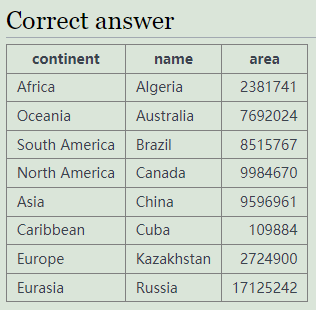 Correct answer
continent name area
Africa Algeria 2381741
Oceania Australia 7692024
South America Brazil 8515767
North America Canada 9984670
Asia China 9596961
Caribbean Cuba 109884
Europe Kazakhstan 2724900
Eurasia Russia 17125242